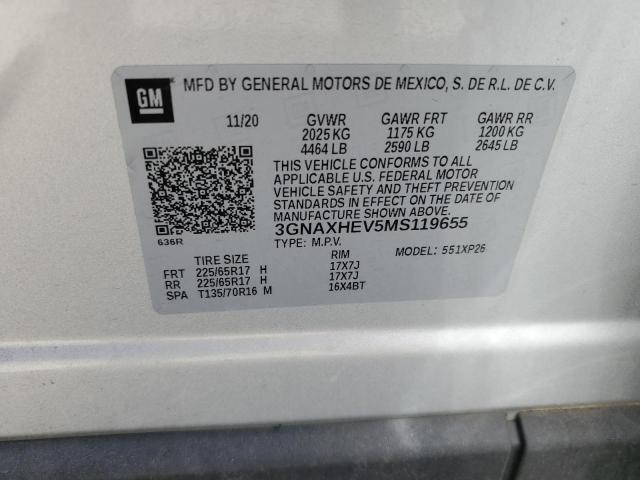 GM MFD BY GENERAL MOTORS DE MEXICO, S. DE R.L. DE C.V.
11/20 GVWR GAWR FRT GAWR RR
2025 KG 1175 KG 1200 KG
4464 LB 2590 LB 2645 LB
THIS VEHICLE CONFORMS TO ALL
APPLICABLE U.S. FEDERAL MOTOR
VEHICLE SAFETY AND THEFT PREVENTION
STANDARDS IN EFFECT ON THE DATE OF
MANUFACTURE SHOWN ABOVE.
3GNAXHEV5MS119655
636R
TYPE: M.P.V. MODEL: 551XP26
TIRE SIZE RIM
FRT 225/65R17 H 17X7J
RR 225/65R17 H 17X7J
SPA T135/70R16 M 16X4BT